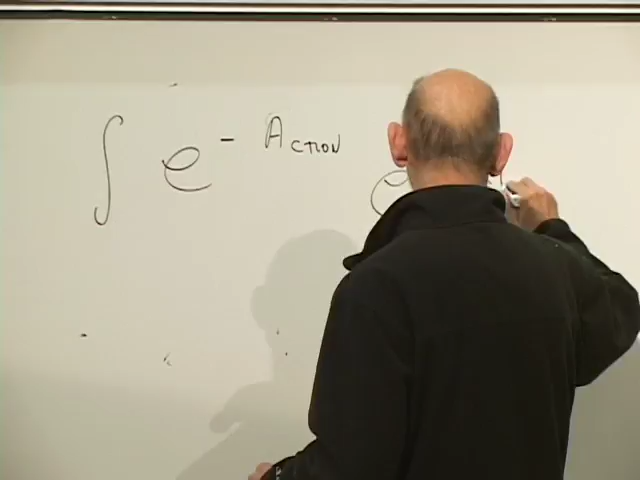 ∫ e^{- Action} e